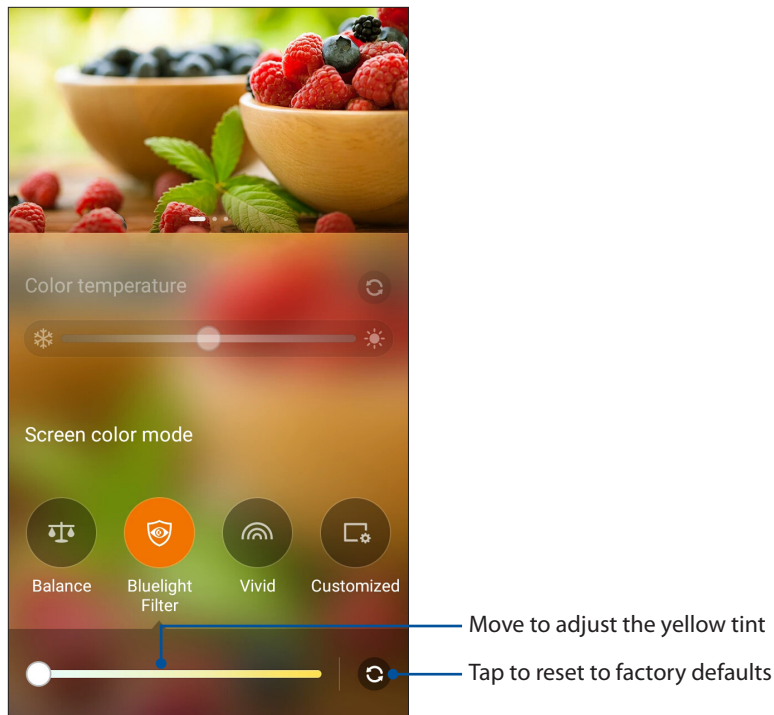 Color temperature
Screen color mode
Balance
Bluelight
Filter
Vivid
Customized
Move to adjust the yellow tint
Tap to reset to factory defaults